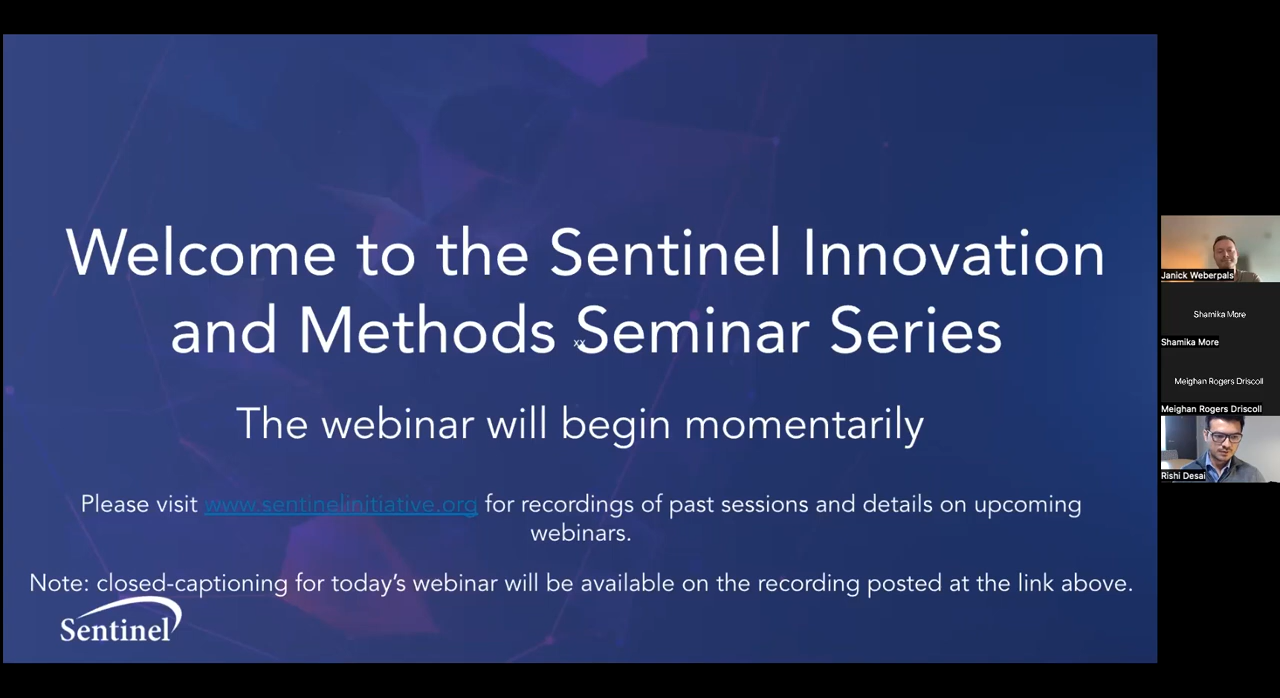 Welcome to the Sentinel Innovation
and Methods Seminar Series
The webinar will begin momentarily
Please visit www.sentinelinitiative.org for recordings of past sessions and details on upcoming
webinars.
Note: closed-captioning for today's webinar will be available on the recording posted at the link above.
Sentinel
Janick Weberpals
Shamika More
Shamika More
Meighan Rogers Driscoll
Meighan Rogers Driscoll
Rishi Desai